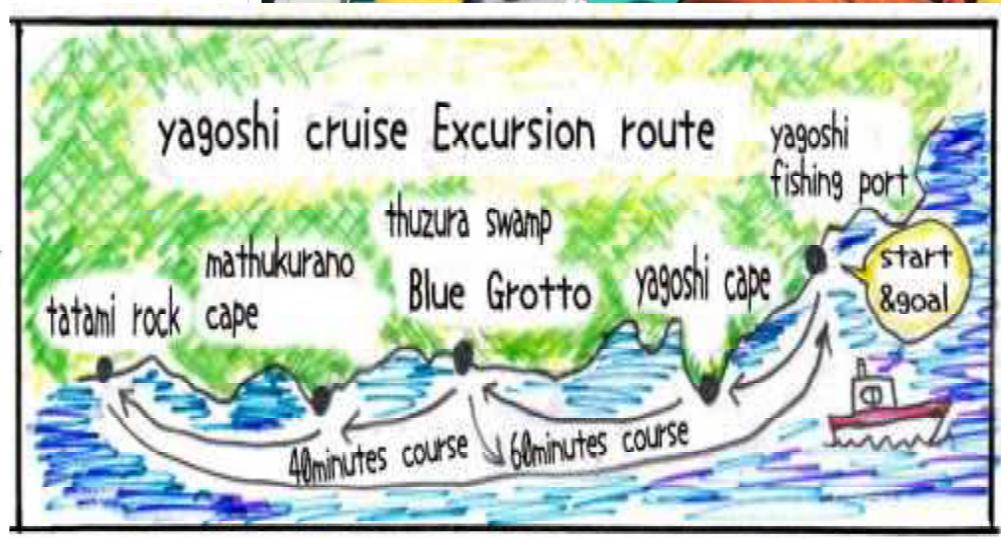 yagoshi cruise Excursion route
yagoshi
fishing port
start
&goal
thuzura swamp
Blue Grotto
yagoshi cape
mathukurano
cape
tatami rock
40minutes course
60minutes course